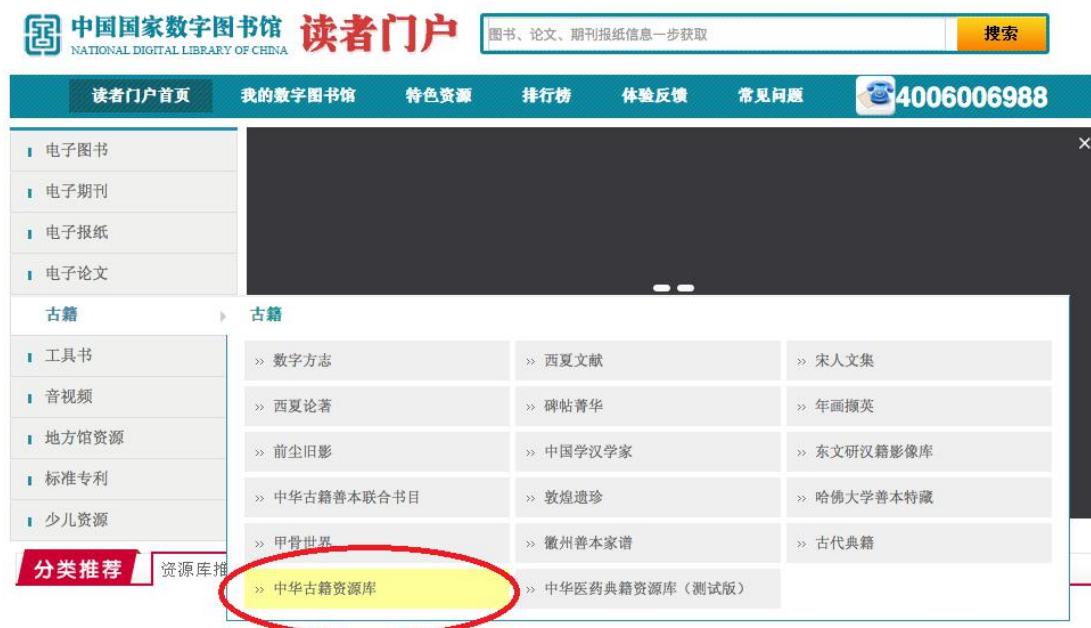 中国国家数字图书馆
NATIONAL DIGITAL LIBRARY OF CHINA
读者门户
图书、论文、期刊报纸信息一步获取
搜索
读者门户首页 我的数字图书馆 特色资源 排行榜 体验反馈 常见问题 4006006988
电子图书
电子期刊
电子报纸
电子论文
古籍
工具书
音视频
地方馆资源
标准专利
少儿资源
古籍
» 数字方志 » 西夏文献 » 宋人文集
» 西夏论著 » 碑帖菁华 » 年画撷英
» 前尘旧影 » 中国学汉学家 » 东文研汉籍影像库
» 中华古籍善本联合书目 » 敦煌遗珍 » 哈佛大学善本特藏
» 甲骨世界 » 徽州善本家谱 » 古代典籍
» 中华古籍资源库 » 中华医药典籍资源库（测试版）
分类推荐 资源库推